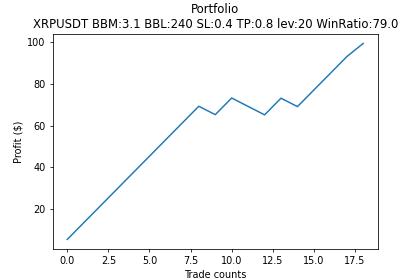 Portfolio
XRPUSDT BBM:3.1 BBL:240 SL:0.4 TP:0.8 lev:20 WinRatio:79.0
100
80
60
40
20
Profit ($)
0.0 2.5 5.0 7.5 10.0 12.5 15.0 17.5
Trade counts